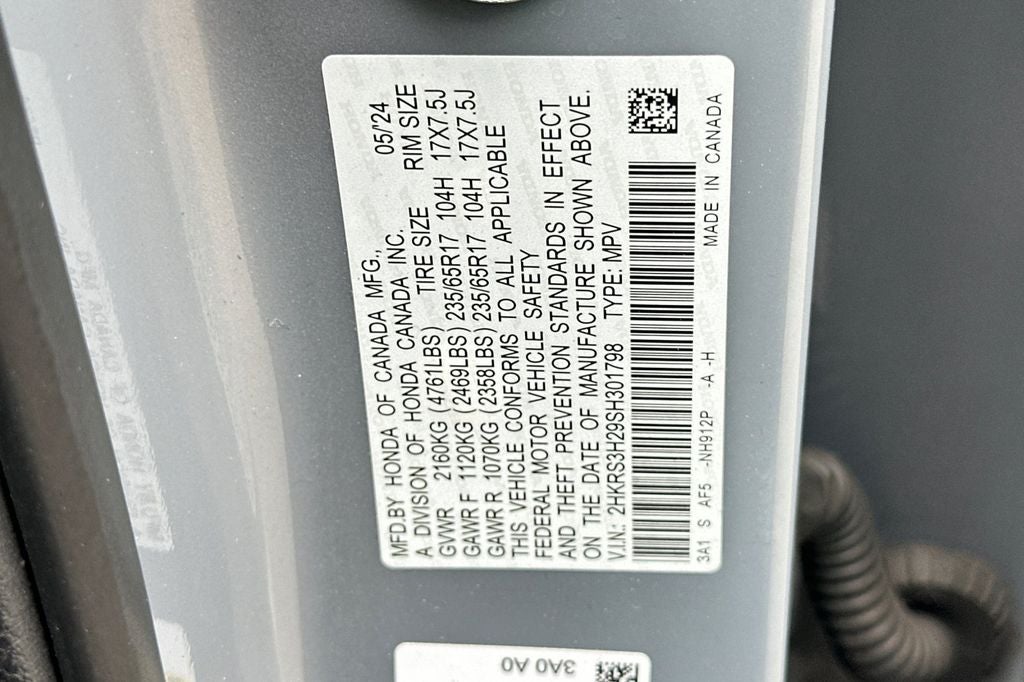 MFD.BY HONDA OF CANADA MFG., 05/'24
A DIVISION OF HONDA CANADA INC.
TIRE SIZE RIM SIZE
GVWR 2160KG (4761LBS)
GAWR F 1120KG (2469LBS) 235/65R17 104H 17X7.5J
GAWR R 1070KG (2358LBS) 235/65R17 104H 17X7.5J
THIS VEHICLE CONFORMS TO ALL APPLICABLE
FEDERAL MOTOR VEHICLE SAFETY
AND THEFT PREVENTION STANDARDS IN EFFECT
ON THE DATE OF MANUFACTURE SHOWN ABOVE.
V.I.N.: 2HKRS3H29SH301798 TYPE: MPV
3A1 S AF5 -NH912P -A -H MADE IN CANADA
3A0 A0